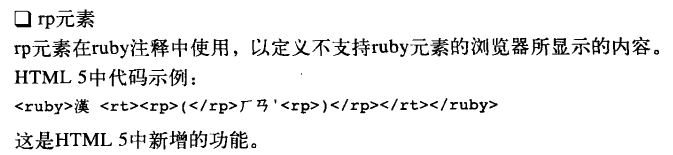 ❑ rp元素
rp元素在ruby注释中使用，以定义不支持ruby元素的浏览器所显示的内容。
HTML 5中代码示例：
<ruby>漢 <rt><rp>(</rp>ㄏㄢ'<rp>)</rp></rt></ruby>
这是HTML 5中新增的功能。